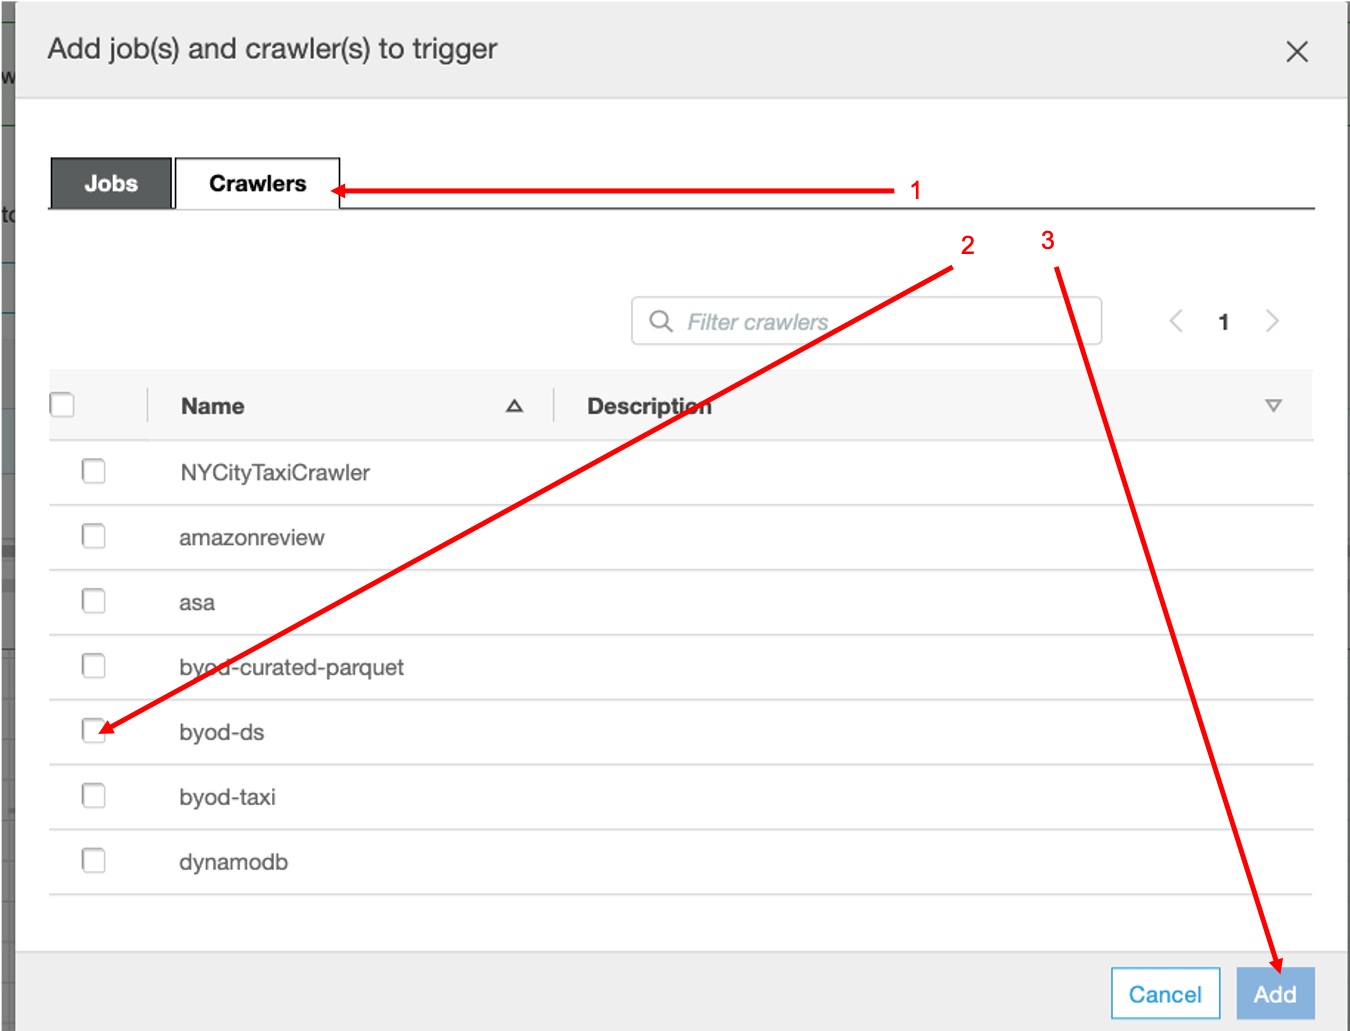 Add job(s) and crawler(s) to trigger
w
Jobs Crawlers
1
to
2 3
Filter crawlers
1
Name Description
NYCityTaxiCrawler
amazonreview
asa
byod-curated-parquet
byod-ds
byod-taxi
dynamodb
Cancel Add